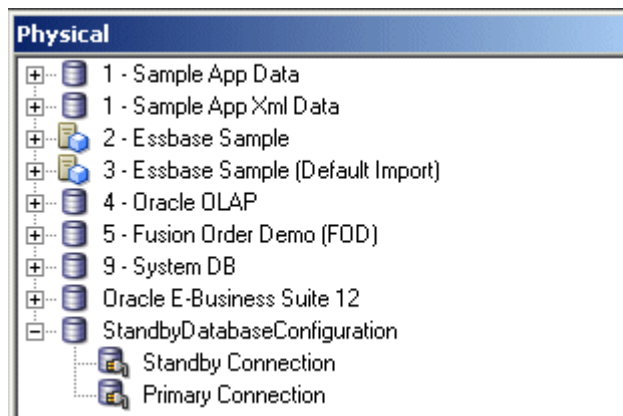 Physical
1 - Sample App Data
1 - Sample App Xml Data
2 - Essbase Sample
3 - Essbase Sample (Default Import)
4 - Oracle OLAP
5 - Fusion Order Demo (FOD)
9 - System DB
Oracle E-Business Suite 12
StandbyDatabaseConfiguration
Standby Connection
Primary Connection